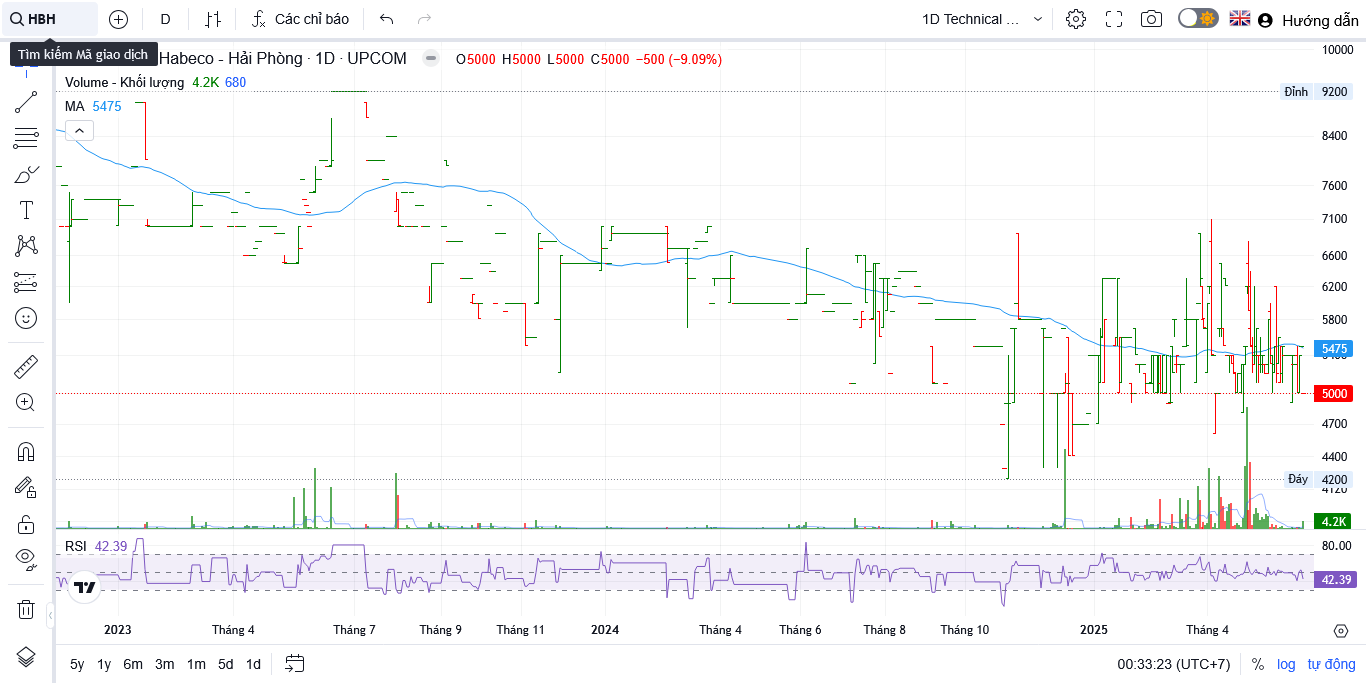 HBH D Các chỉ báo 1D Technical ... Hướng dẫn
Tìm kiếm Mã giao dịch
Habeco - Hải Phòng · 1D · UPCOM O5000 H5000 L5000 C5000 −500 (−9.09%)
Volume - Khối lượng 4.2K 680
MA 5475
10000
Đỉnh 9200
8400
7600
7100
6600
6200
5800
5475
5000
4700
4400
Đáy 4200
4120
4.2K
RSI 42.39
80.00
42.39
2023 Tháng 4 Tháng 7 Tháng 9 Tháng 11 2024 Tháng 4 Tháng 6 Tháng 8 Tháng 10 2025 Tháng 4
5y 1y 6m 3m 1m 5d 1d 00:33:23 (UTC+7) % log tự động